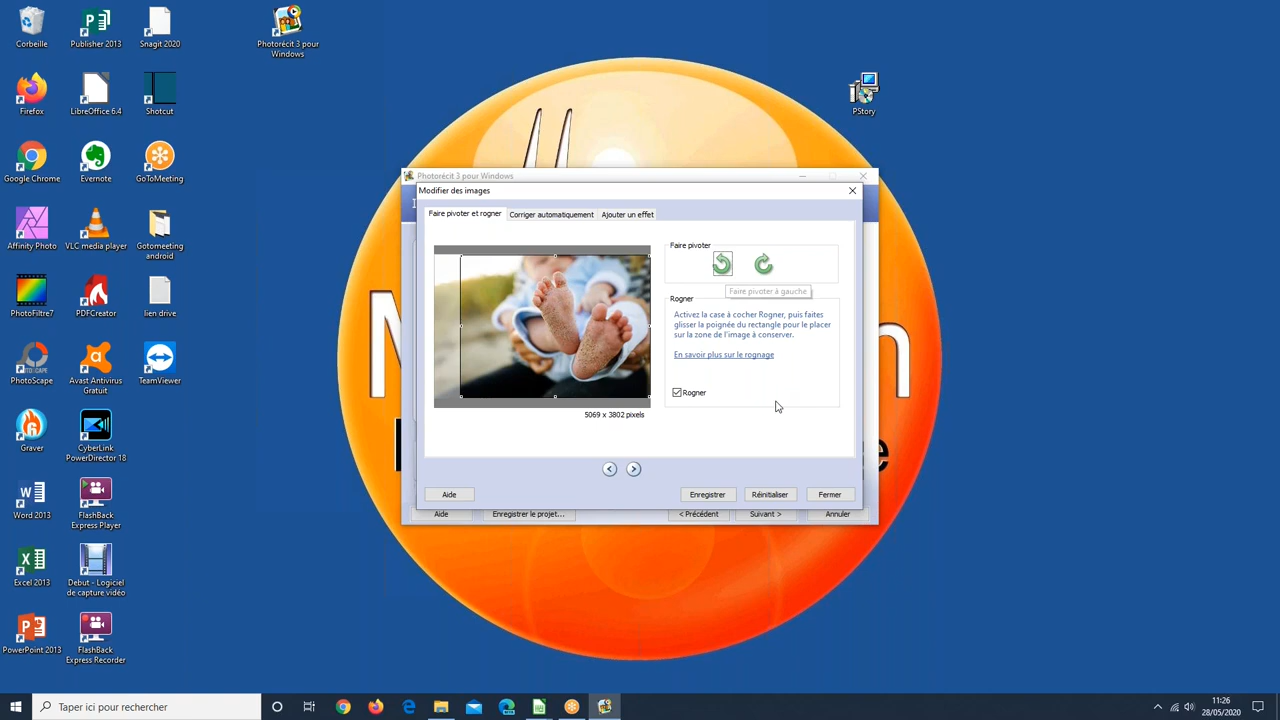 Corbeille
Publisher 2013
Snagit 2020
Photorécit 3 pour
Windows
Firefox
LibreOffice 6.4
Shotcut
PStory
Google Chrome
Evernote
GoToMeeting
Affinity Photo
VLC media player
Gotomeeting
android
PhotoFiltre7
PDFCreator
lien drive
PhotoScape
Avast Antivirus
Gratuit
TeamViewer
Graver
CyberLink
PowerDirector 18
Word 2013
FlashBack
Express Player
Excel 2013
Debut - Logiciel
de capture vidéo
PowerPoint 2013
FlashBack
Express Recorder
Photorécit 3 pour Windows
Modifier des images
Faire pivoter et rogner
Corriger automatiquement
Ajouter un effet
Faire pivoter
Faire pivoter à gauche
Rogner
Activez la case à cocher Rogner, puis faites
glisser la poignée du rectangle pour le placer
sur la zone de l'image à conserver.
En savoir plus sur le rognage
Rogner
5069 x 3802 pixels
Aide
Enregistrer
Réinitialiser
Fermer
Aide
Enregistrer le projet...
< Précédent
Suivant >
Annuler
Taper ici pour rechercher
11:26
28/05/2020